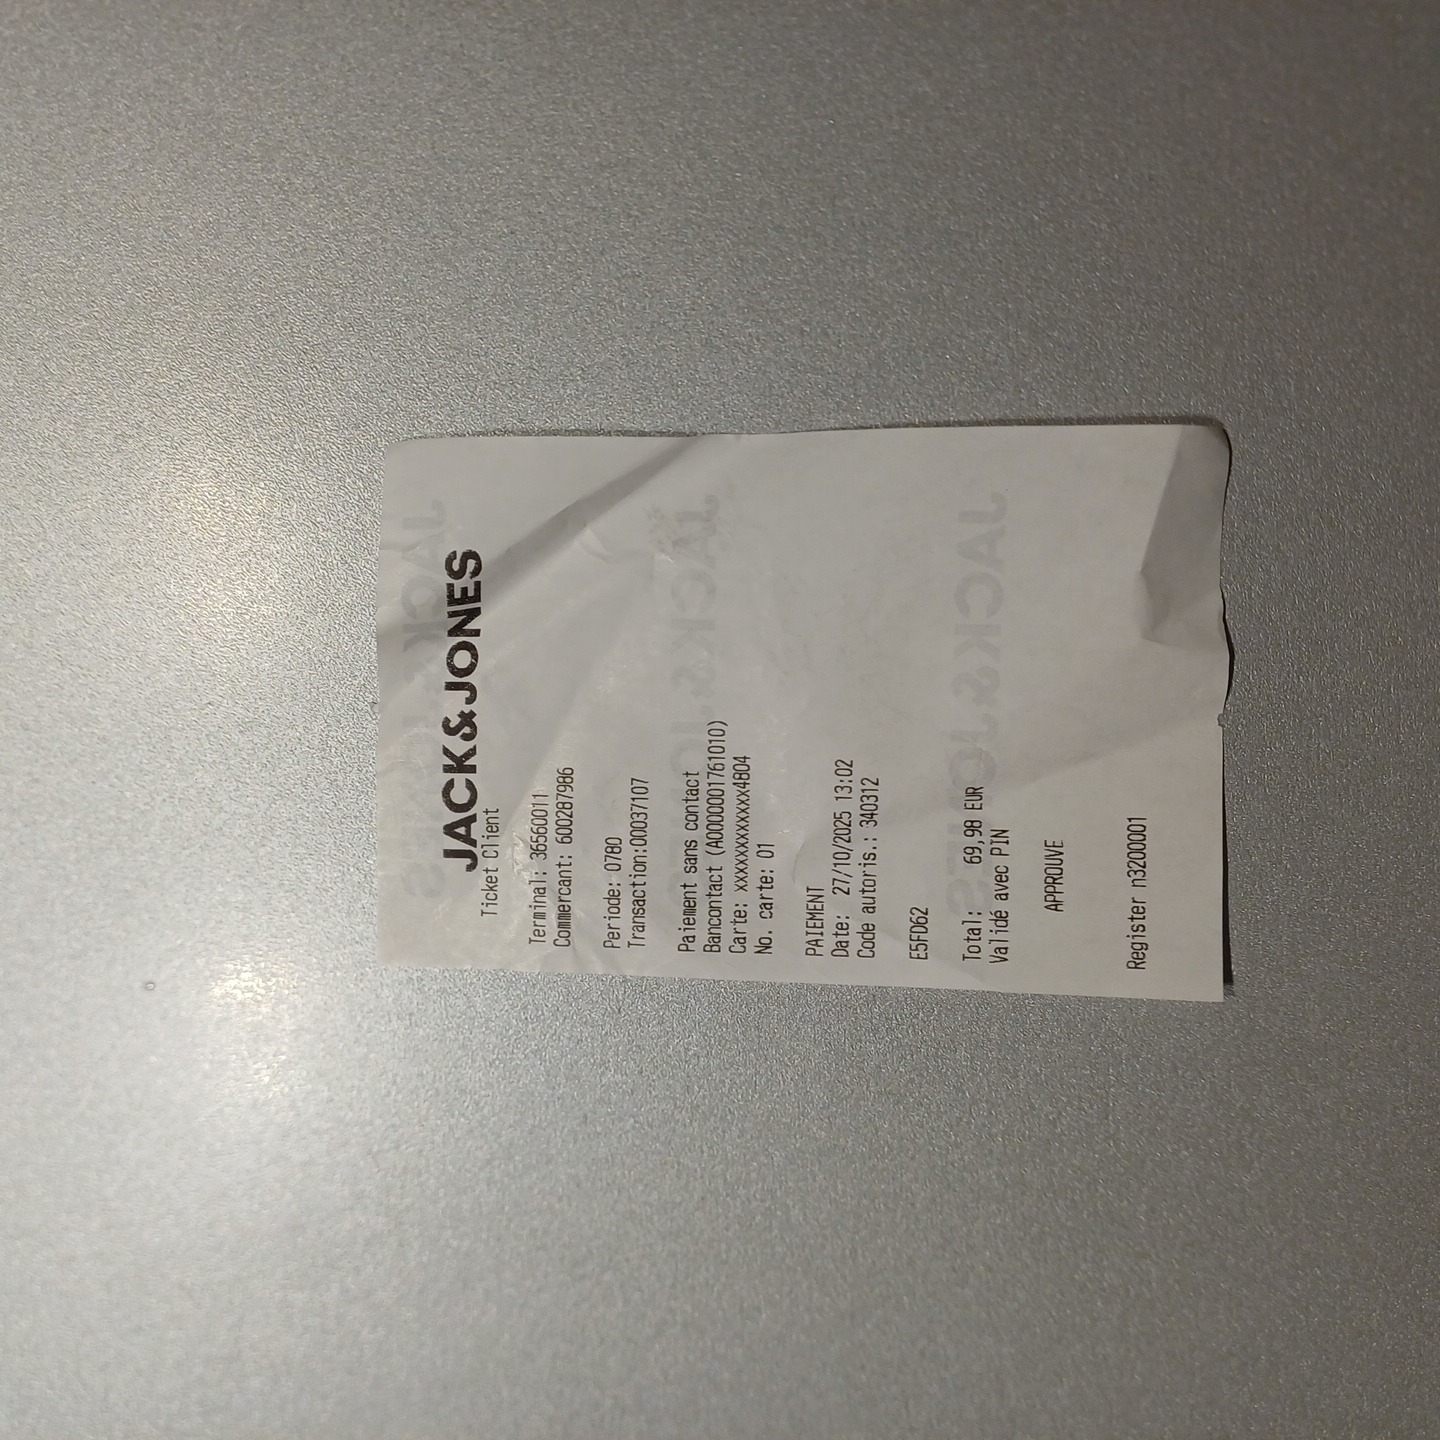 JACK&JONES
Ticket Client
Terminal: 36560011
Commercant: 600287986
Periode: 0780
Transaction:00037107
Paiement sans contact
Bancontact (A0000001761010)
Carte: xxxxxxxxxxxxx4804
No. carte: 01
PAIEMENT
Date: 27/10/2025 13:02
Code autoris.: 340312
E5FD62
Total: 69,98 EUR
Validé avec PIN
APPROUVE
Register n3200001